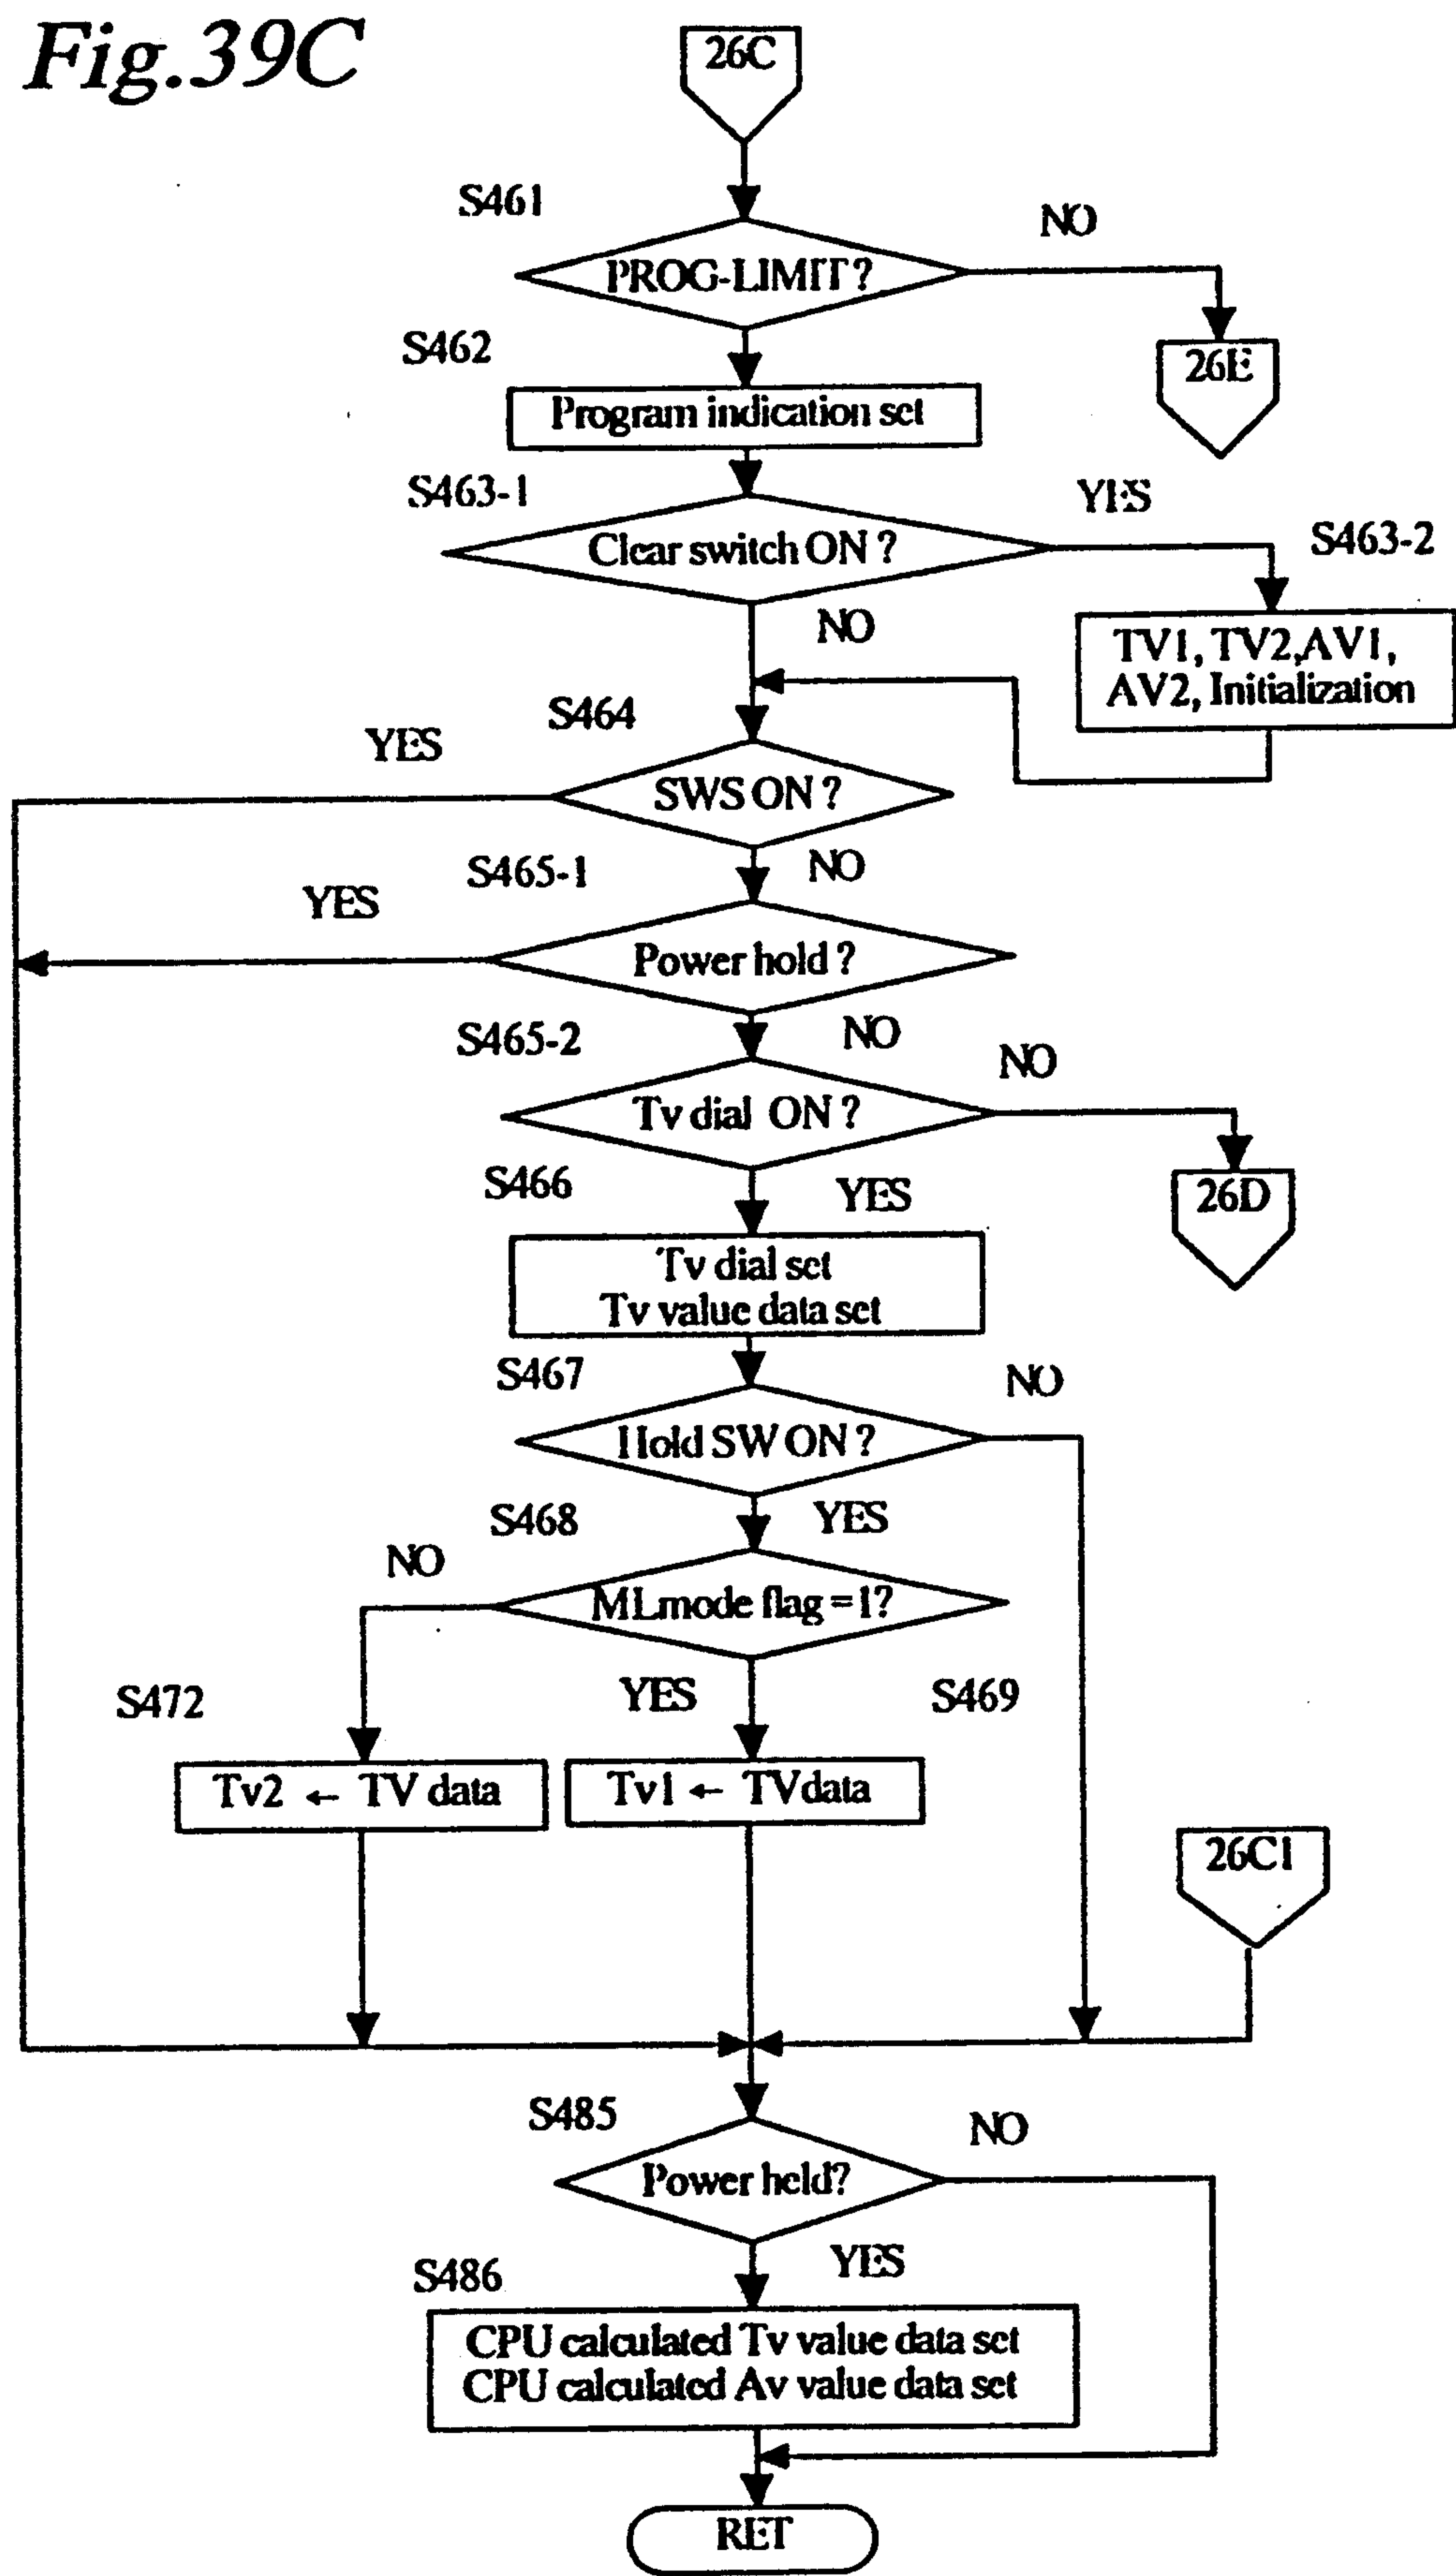 Fig.39C
26C
S461
NO
PROG-LIMIT ?
26E
S462
Program indication set
S463-1
YES
Clear switch ON ?
S463-2
NO
TV1, TV2,AV1,
AV2, Initialization
S464
YES
SWS ON ?
S465-1
NO
YES
Power hold ?
S465-2
NO
NO
Tv dial ON ?
26D
S466
YES
Tv dial set
Tv value data set
S467
NO
Hold SW ON ?
S468
YES
NO
MLmode flag =1?
S472
YES
S469
Tv2 ← TV data
Tv1 ← TVdata
26C1
S485
NO
Power held?
S486
YES
CPU calculated Tv value data set
CPU calculated Av value data set
RET